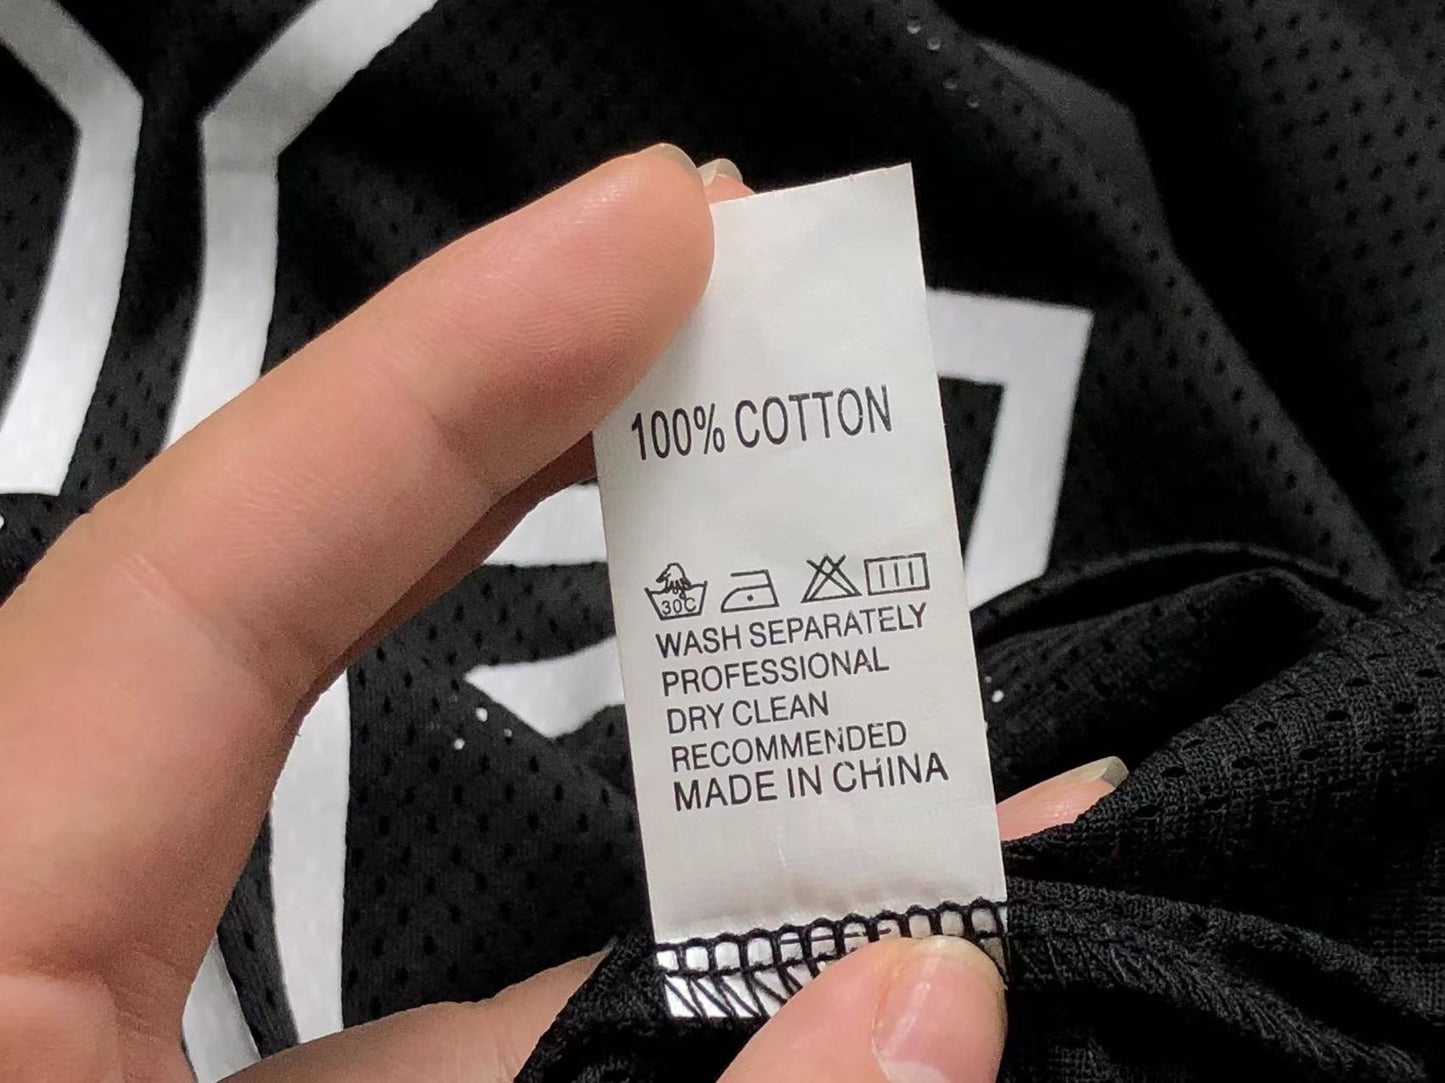 100% COTTON
30C
WASH SEPARATELY
PROFESSIONAL
DRY CLEAN
RECOMMENDED
MADE IN CHINA